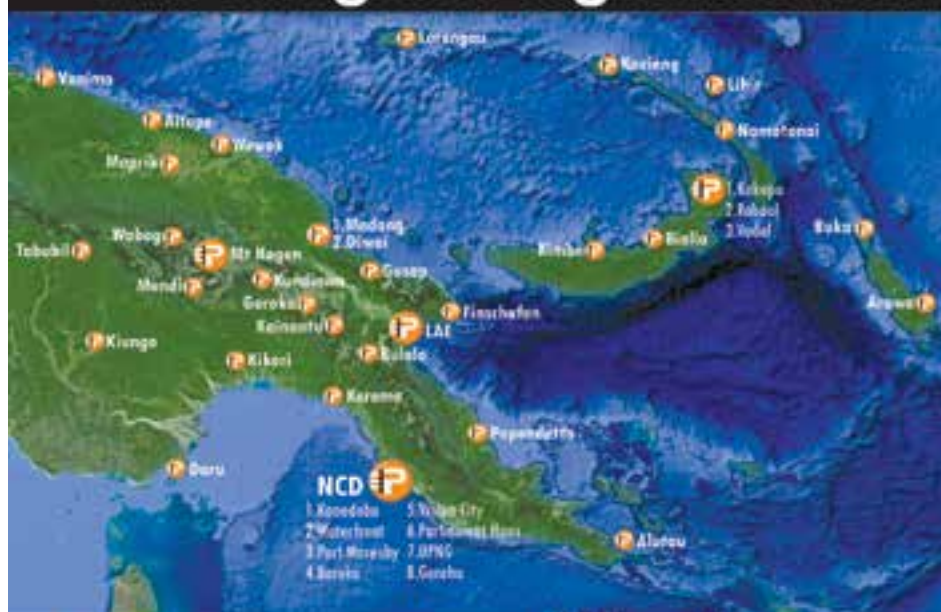 Lorengau
Kavieng
Vanimo
Lihir
Aitape
Namatanai
Wewak
Maprik
1.Kokopo
2.Rabaul
3.Vudal
1.Madang
2.Diwai
Wabag
Buka
Tabubil
Mt Hagen
Kimbe
Bialla
Gusap
Mendi
Kundiawa
Goroka
Arawa
Finschafen
Kainantu
LAE
Kiunga
Bulolo
Kikori
Kerema
Popondetta
Daru
NCD
1.Konedobu
2.Waterfront
3.Port Moresby
4.Boroko
5.Vision City
6.Parliament Haus
7.UPNG
8.Gerehu
Alotau